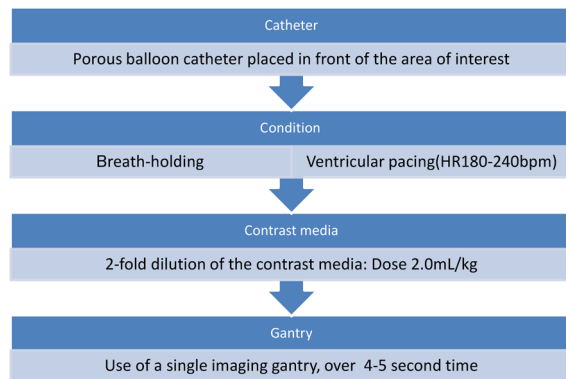 Catheter
Porous balloon catheter placed in front of the area of interest
Condition
Breath-holding
Ventricular pacing(HR180-240bpm)
Contrast media
2-fold dilution of the contrast media: Dose 2.0mL/kg
Gantry
Use of a single imaging gantry, over 4-5 second time